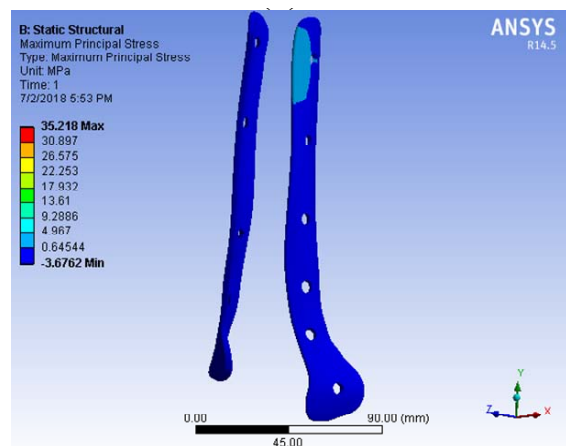 B: Static Structural
Maximum Principal Stress
Type: Maximum Principal Stress
Unit: MPa
Time: 1
7/2/2018 5:53 PM
ANSYS
R14.5
35.218 Max
30.897
26.575
22.253
17.932
13.61
9.2886
4.967
0.64544
-3.6762 Min
0.00
90.00 (mm)
45.00
Y
Z
X